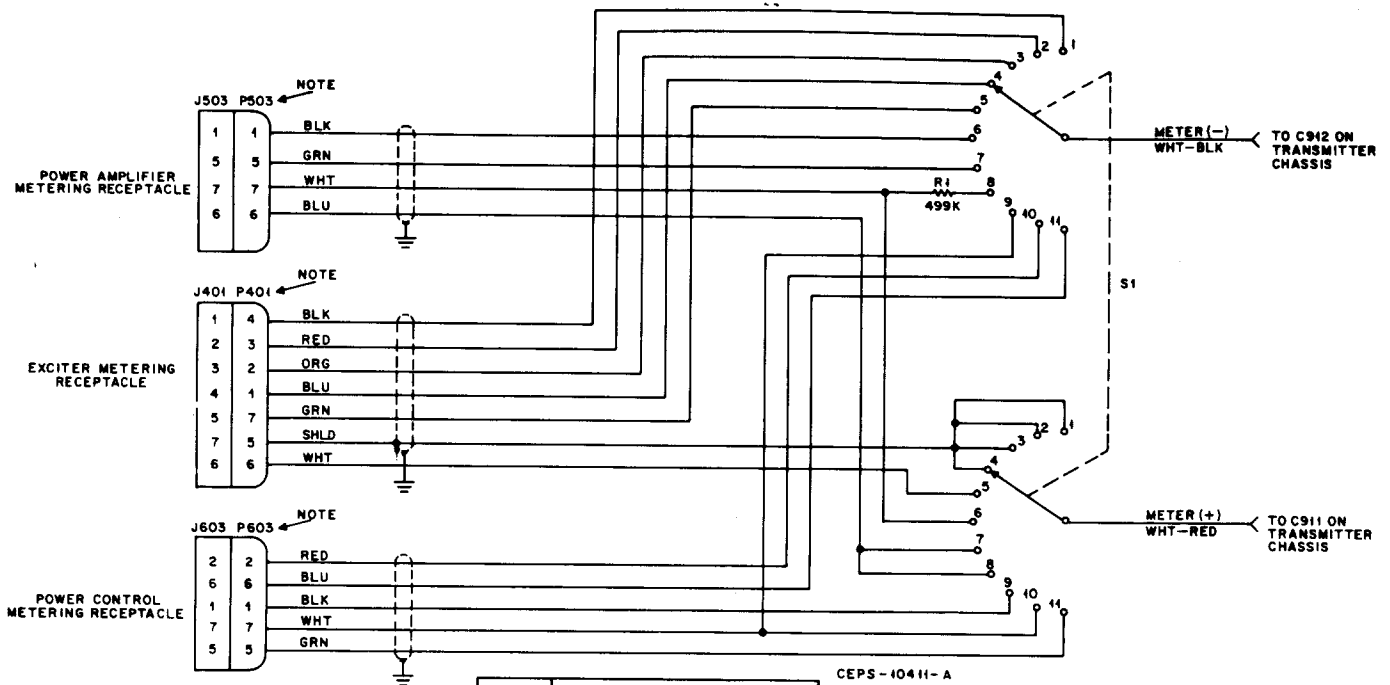 NOTE
J503 P503
1 1 BLK
5 5 GRN
7 7 WHT
6 6 BLU
POWER AMPLIFIER
METERING RECEPTACLE
NOTE
J401 P401
1 4 BLK
2 3 RED
3 2 ORG
4 1 BLU
5 7 GRN
7 5 SHLD
6 6 WHT
EXCITER METERING
RECEPTACLE
NOTE
J603 P603
2 2 RED
6 6 BLU
1 1 BLK
7 7 WHT
5 5 GRN
POWER CONTROL
METERING RECEPTACLE
1
2
3
4
5
6
7
8
9
10
11
R1
499K
METER (-)
WHT-BLK
TO C912 ON
TRANSMITTER
CHASSIS
S1
1
2
3
4
5
6
7
8
9
10
11
METER (+)
WHT-RED
TO C911 ON
TRANSMITTER
CHASSIS
CEPS-10411-A